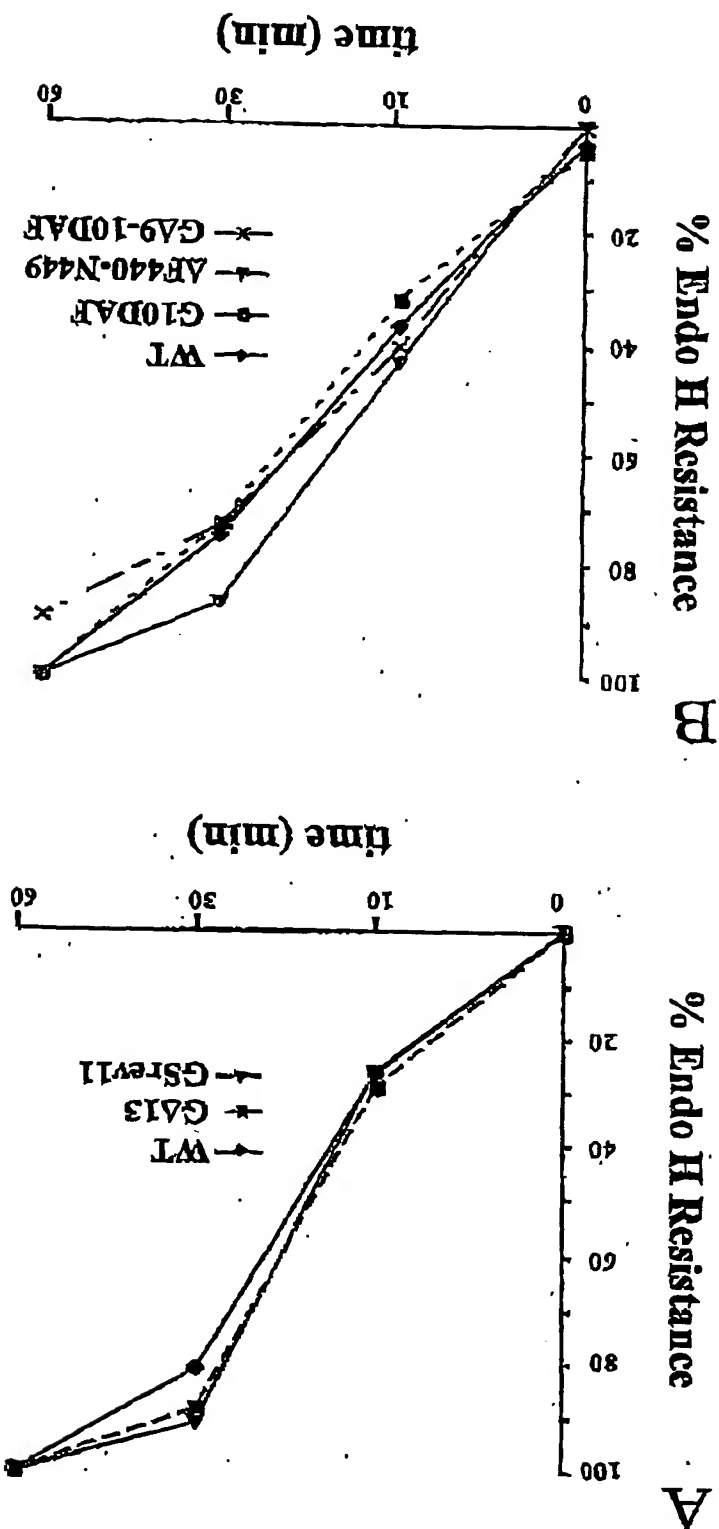 A
% Endo H Resistance
100
80
60
40
20
WT
GΔ13
GSrev11
0 10 30 60
time (min)
B
% Endo H Resistance
100
80
60
40
20
WT
G10DAF
ΔF440-N449
GΔ9-10DAF
0 10 30 60
time (min)